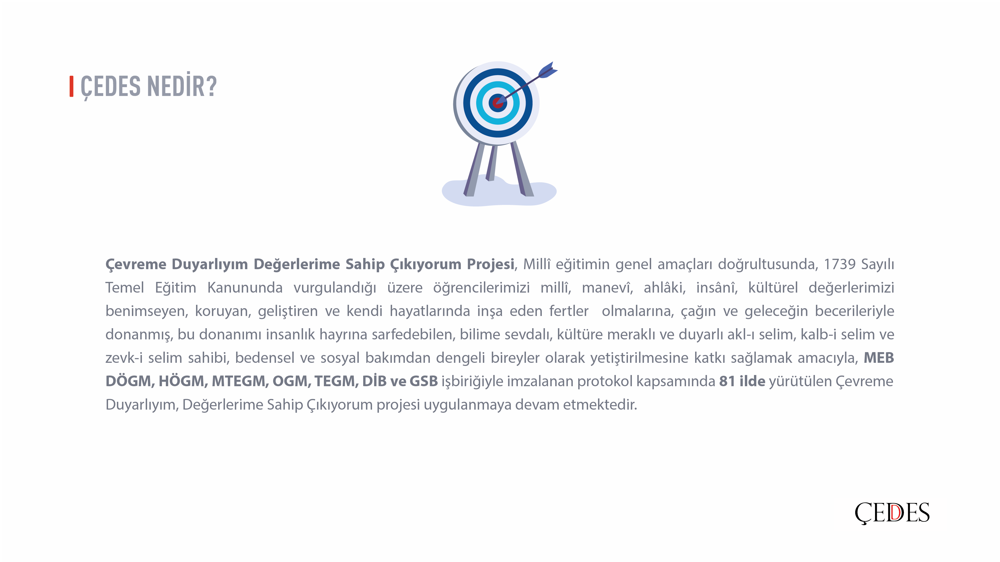 ÇEDES NEDİR?
Çevreme Duyarlıyım Değerlerime Sahip Çıkıyorum Projesi, Millî eğitimin genel amaçları doğrultusunda, 1739 Sayılı
Temel Eğitim Kanununda vurgulandığı üzere öğrencilerimizi millî, manevî, ahlâki, insânî, kültürel değerlerimizi
benimseyen, koruyan, geliştiren ve kendi hayatlarında inşa eden fertler olmalarına, çağın ve geleceğin becerileriyle
donanmış, bu donanımı insanlık hayrına sarfedebilen, bilime sevdalı, kültüre meraklı ve duyarlı akl-ı selim, kalb-i selim ve
zevk-i selim sahibi, bedensel ve sosyal bakımdan dengeli bireyler olarak yetiştirilmesine katkı sağlamak amacıyla, MEB
DÖGM, HÖGM, MTEGM, OGM, TEGM, DİB ve GSB işbiriğiyle imzalanan protokol kapsamında 81 ilde yürütülen Çevreme
Duyarlıyım, Değerlerime Sahip Çıkıyorum projesi uygulanmaya devam etmektedir.
ÇEDDES